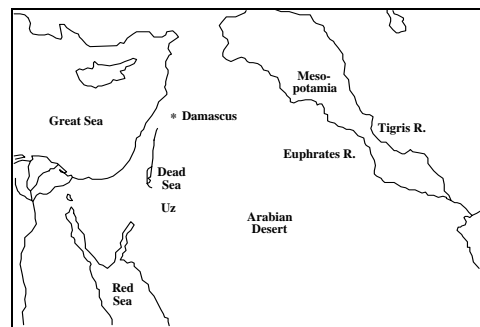 Meso-
potamia
Great Sea
* Damascus
Tigris R.
Euphrates R.
Dead
Sea
Uz
Arabian
Desert
Red
Sea